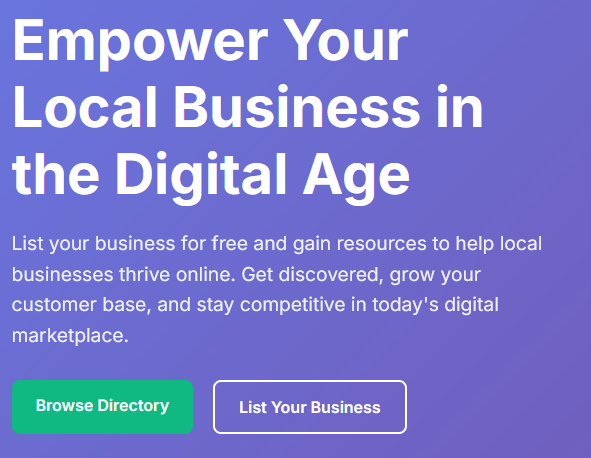 Empower Your
Local Business in
the Digital Age
List your business for free and gain resources to help local
businesses thrive online. Get discovered, grow your
customer base, and stay competitive in today's digital
marketplace.
Browse Directory
List Your Business